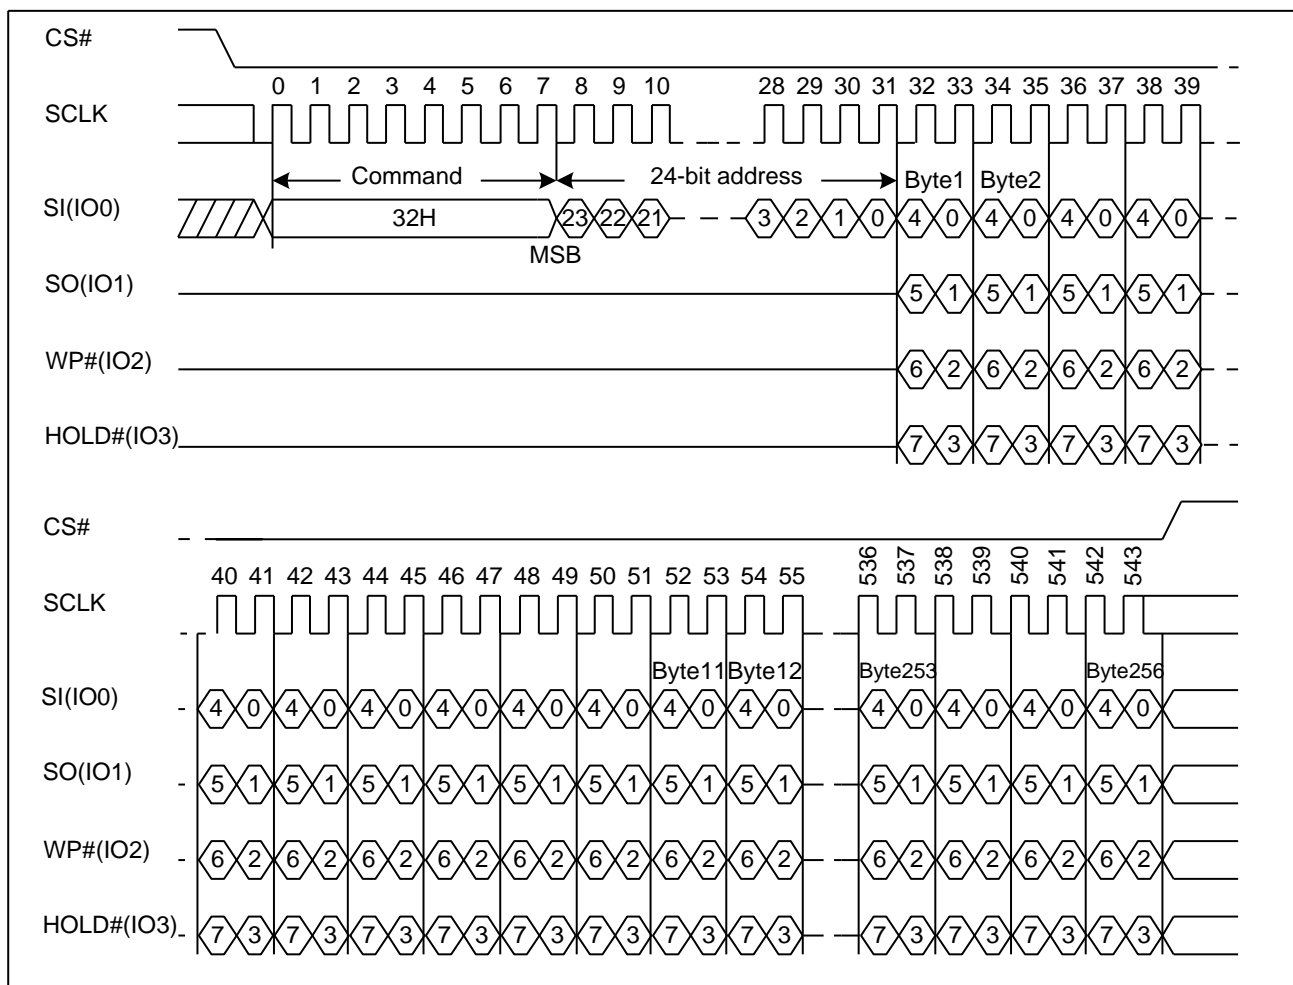 CS#
0 1 2 3 4 5 6 7 8 9 10 28 29 30 31 32 33 34 35 36 37 38 39
SCLK
Command 24-bit address Byte1 Byte2
SI(IO0) 32H 23 22 21 3 2 1 0 4 0 4 0 4 0 4 0
MSB
SO(IO1) 5 1 5 1 5 1 5 1
WP#(IO2) 6 2 6 2 6 2 6 2
HOLD#(IO3) 7 3 7 3 7 3 7 3
CS#
40 41 42 43 44 45 46 47 48 49 50 51 52 53 54 55 536 537 538 539 540 541 542 543
SCLK
Byte11 Byte12 Byte253 Byte256
SI(IO0) 4 0 4 0 4 0 4 0 4 0 4 0 4 0 4 0 4 0 4 0 4 0 4 0
SO(IO1) 5 1 5 1 5 1 5 1 5 1 5 1 5 1 5 1 5 1 5 1 5 1 5 1
WP#(IO2) 6 2 6 2 6 2 6 2 6 2 6 2 6 2 6 2 6 2 6 2 6 2 6 2
HOLD#(IO3) 7 3 7 3 7 3 7 3 7 3 7 3 7 3 7 3 7 3 7 3 7 3 7 3